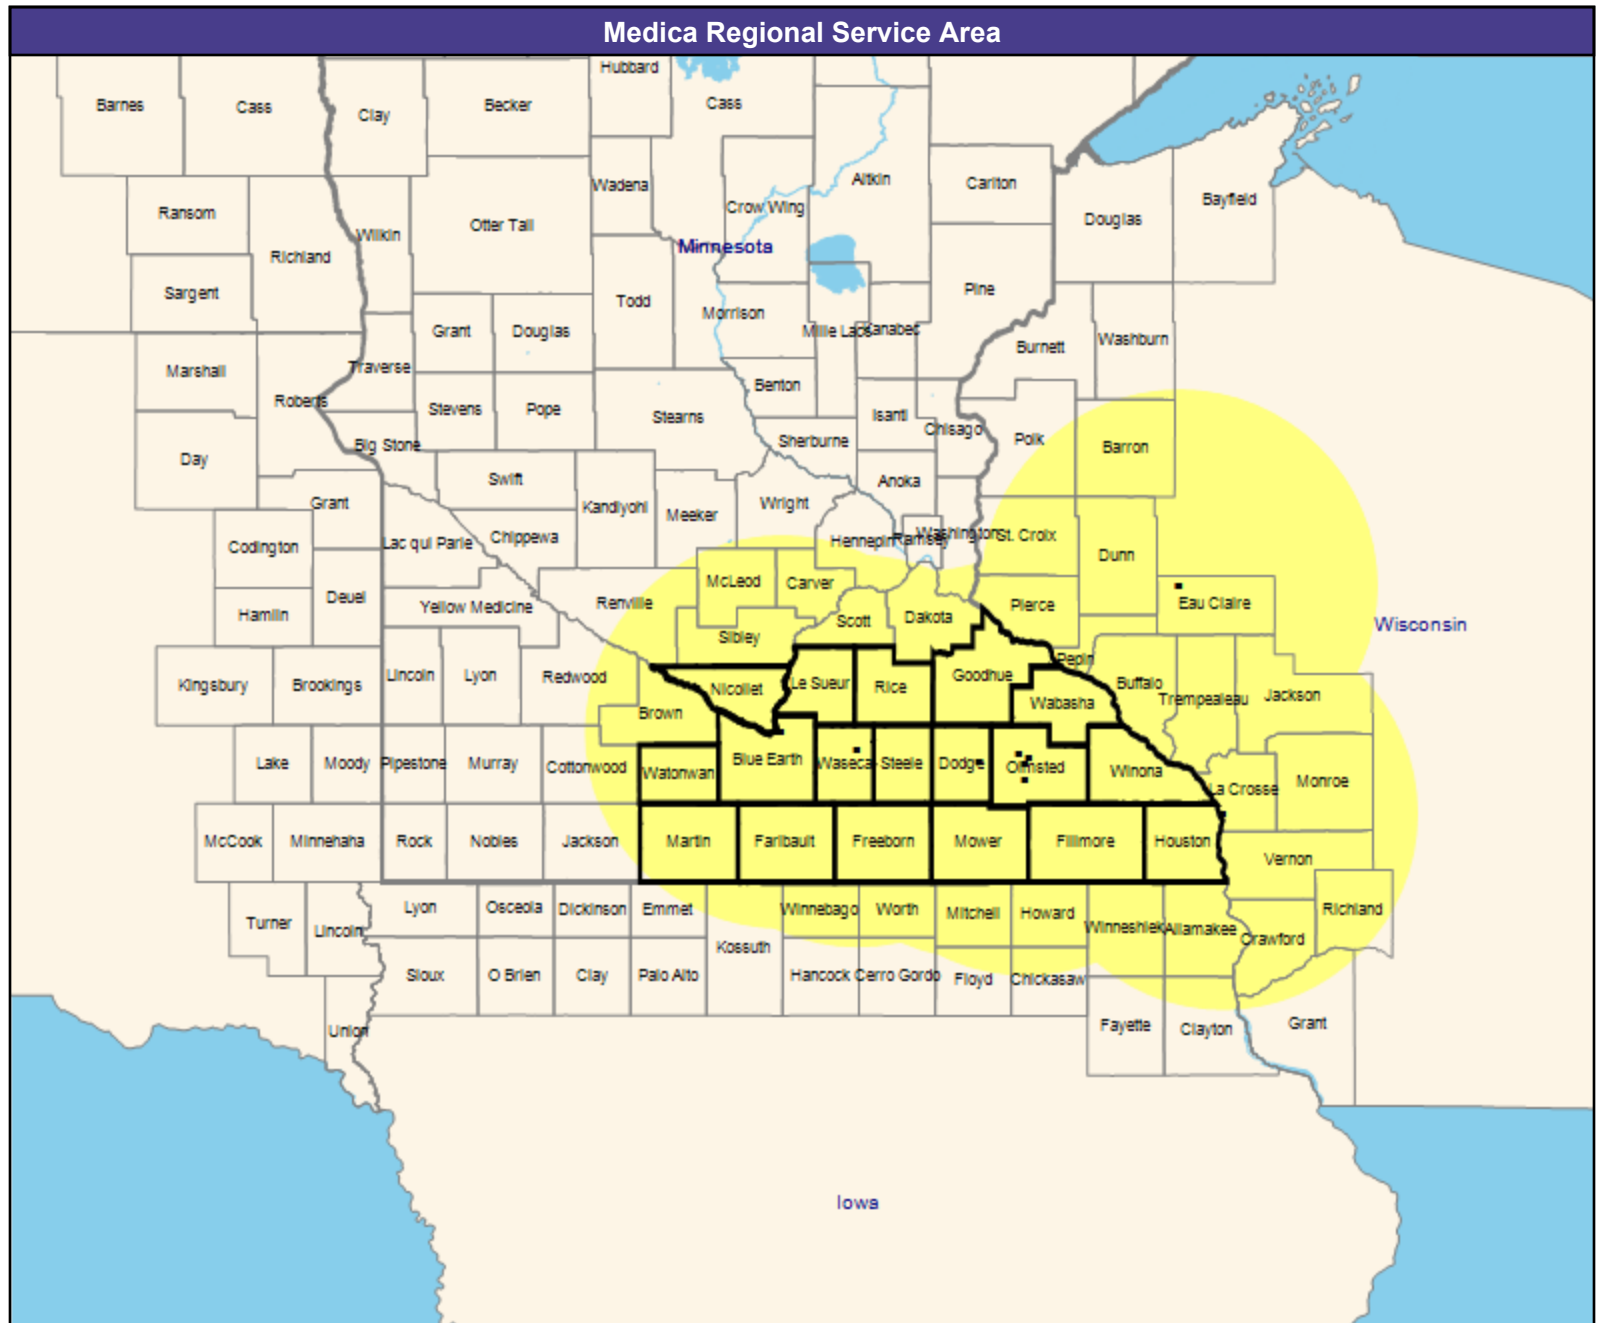 Medica Regional Service Area
Hubbard
Barnes
Cass
Clay
Becker
Cass
Wadena
Aitkin
Carlton
Ransom
Crow Wing
Douglas
Bayfield
Otter Tail
Wilkin
Minnesota
Richland
Sargent
Pine
Todd
Morrison
Grant
Douglas
Mille Lacs
Kanabec
Burnett
Washburn
Marshall
Traverse
Roberts
Benton
Stevens
Pope
Stearns
Isanti
Chisago
Polk
Barron
Big Stone
Sherburne
Day
Swift
Anoka
Grant
Kandiyohi
Meeker
Wright
Codington
Lac qui Parle
Chippewa
Hennepin
Ramsey
Washington
St. Croix
Dunn
McLeod
Carver
Deuel
Hamlin
Yellow Medicine
Renville
Scott
Dakota
Pierce
Eau Claire
Sibley
Wisconsin
Pepin
Kingsbury
Brookings
Lincoln
Lyon
Redwood
Nicollet
Le Sueur
Rice
Goodhue
Buffalo
Wabasha
Trempealeau
Jackson
Brown
Lake
Moody
Pipestone
Murray
Cottonwood
Watonwan
Blue Earth
Waseca
Steele
Dodge
Olmsted
Winona
La Crosse
Monroe
McCook
Minnehaha
Rock
Nobles
Jackson
Martin
Faribault
Freeborn
Mower
Fillmore
Houston
Vernon
Turner
Lincoln
Lyon
Osceola
Dickinson
Emmet
Winnebago
Worth
Mitchell
Howard
Winneshiek
Allamakee
Crawford
Richland
Kossuth
Sioux
O Brien
Clay
Palo Alto
Hancock
Cerro Gordo
Floyd
Chickasaw
Union
Fayette
Clayton
Grant
Iowa